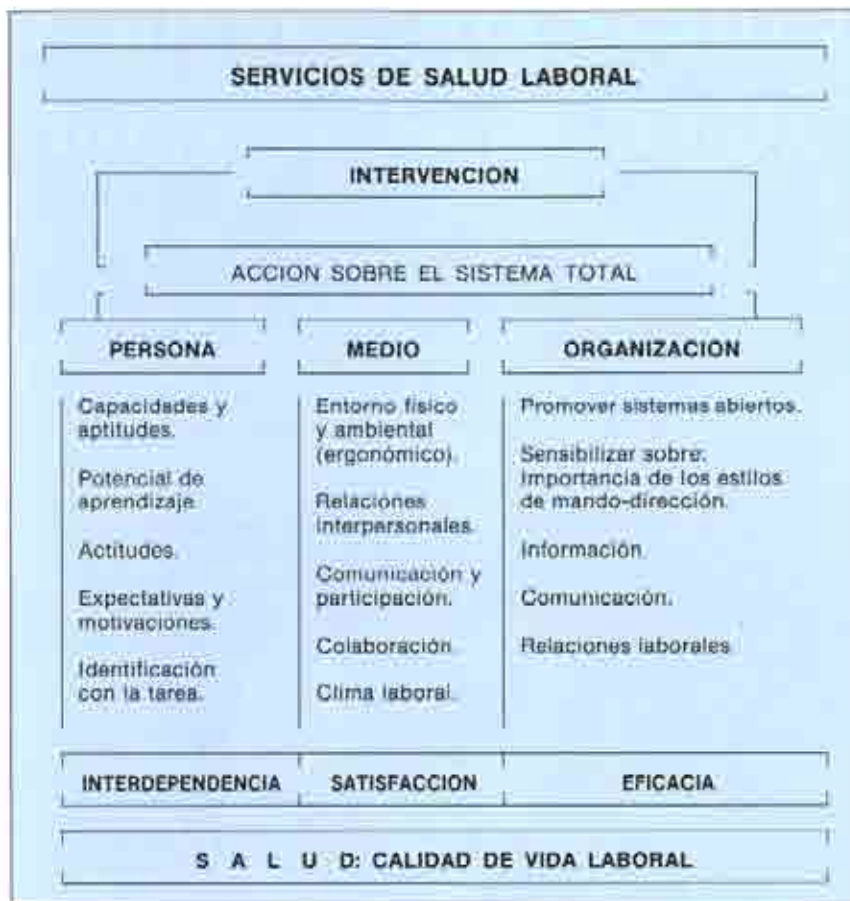 SERVICIOS DE SALUD LABORAL
INTERVENCION
ACCION SOBRE EL SISTEMA TOTAL
PERSONA
Capacidades y
aptitudes.
Potencial de
aprendizaje.
Actitudes.
Expectativas y
motivaciones.
Identificación
con la tarea.
MEDIO
Entorno físico
y ambiental
(ergonómico).
Relaciones
interpersonales.
Comunicación y
participación.
Colaboración.
Clima laboral.
ORGANIZACION
Promover sistemas abiertos.
Sensibilizar sobre:
Importancia de los estilos
de mando-dirección.
Información.
Comunicación.
Relaciones laborales
INTERDEPENDENCIA
SATISFACCION
EFICACIA
S A L U D: CALIDAD DE VIDA LABORAL